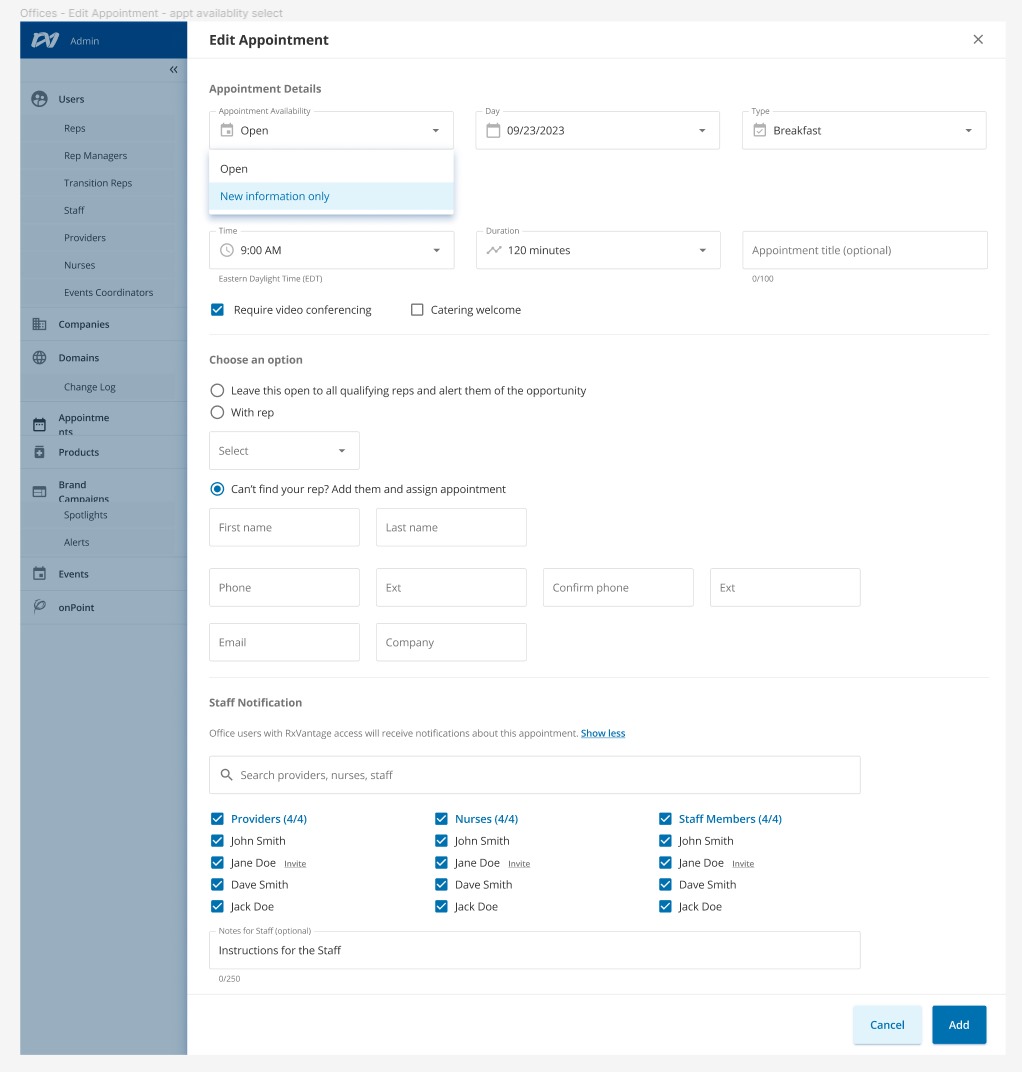 Offices - Edit Appointment - appt availablity select
Admin
Edit Appointment
Users
Reps
Rep Managers
Transition Reps
Staff
Providers
Nurses
Events Coordinators
Companies
Domains
Change Log
Appointme
nts
Products
Brand
Campaigns
Spotlights
Alerts
Events
onPoint
Appointment Details
Appointment Availability
Open
Day
09/23/2023
Type
Breakfast
Open
New information only
Time
9:00 AM
Eastern Daylight Time (EDT)
Duration
120 minutes
Appointment title (optional)
0/100
Require video conferencing
Catering welcome
Choose an option
Leave this open to all qualifying reps and alert them of the opportunity
With rep
Select
Can't find your rep? Add them and assign appointment
First name
Last name
Phone
Ext
Confirm phone
Ext
Email
Company
Staff Notification
Office users with RxVantage access will receive notifications about this appointment. Show less
Search providers, nurses, staff
Providers (4/4)
John Smith
Jane Doe Invite
Dave Smith
Jack Doe
Nurses (4/4)
John Smith
Jane Doe Invite
Dave Smith
Jack Doe
Staff Members (4/4)
John Smith
Jane Doe Invite
Dave Smith
Jack Doe
Notes for Staff (optional)
Instructions for the Staff
0/250
Cancel
Add